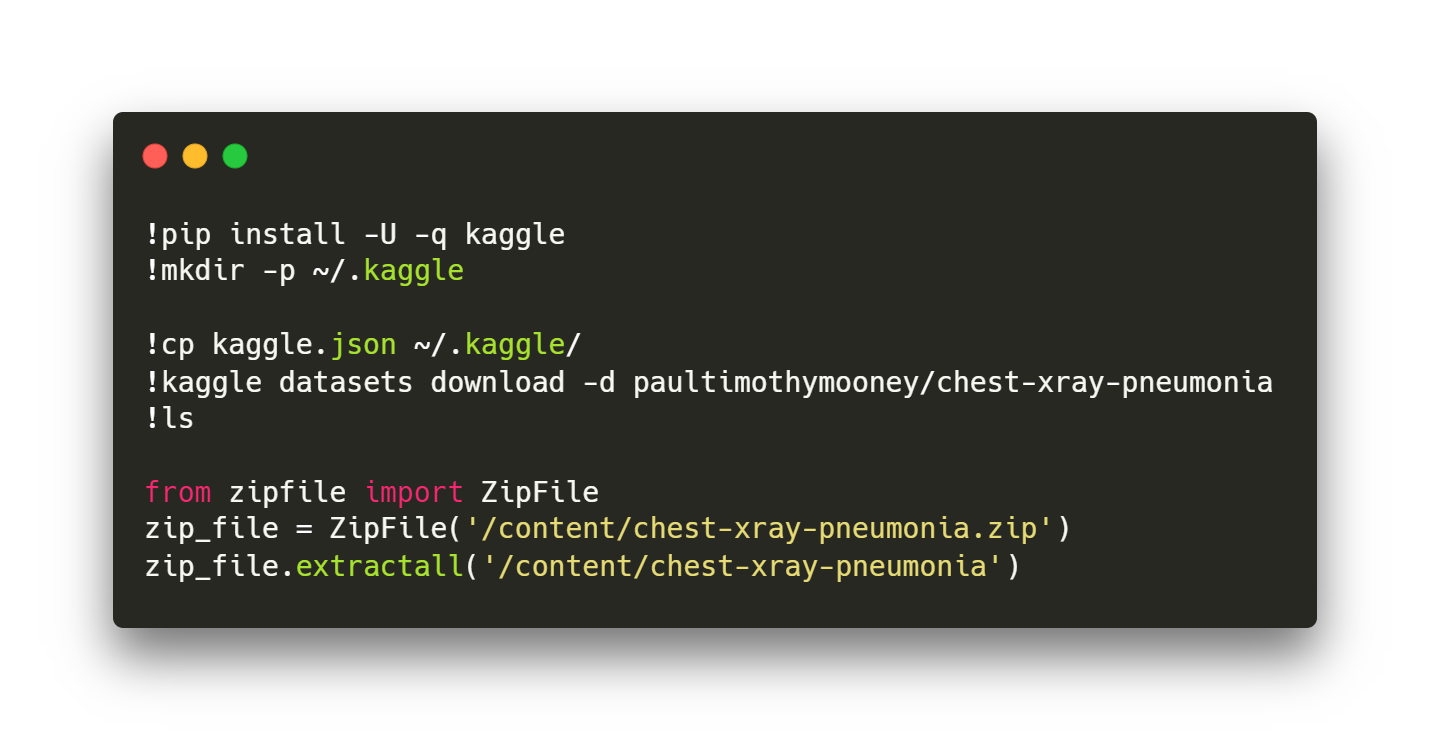 !pip install -U -q kaggle
!mkdir -p ~/.kaggle
!cp kaggle.json ~/.kaggle/
!kaggle datasets download -d paultimothymooney/chest-xray-pneumonia
!ls
from zipfile import ZipFile
zip_file = ZipFile('/content/chest-xray-pneumonia.zip')
zip_file.extractall('/content/chest-xray-pneumonia')